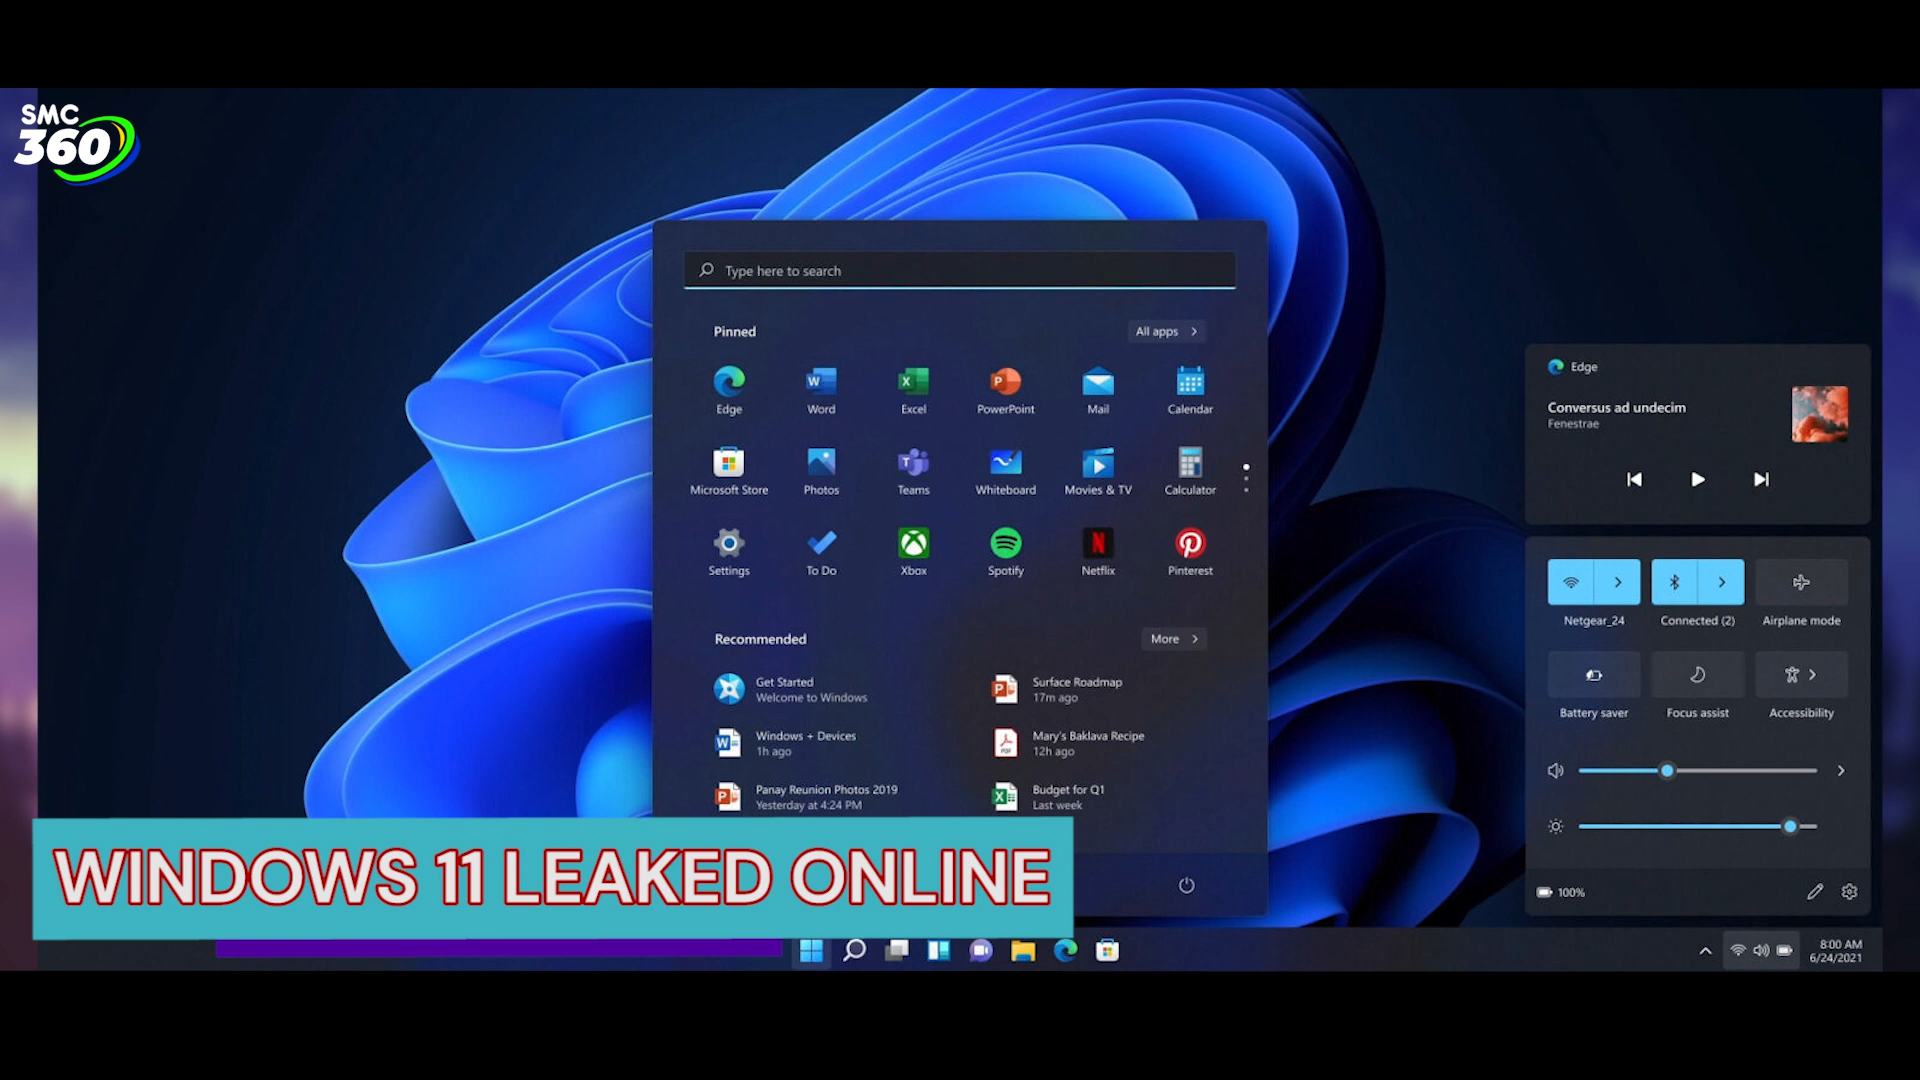 SMC
360
Type here to search
Pinned
All apps
Edge
Word
Excel
PowerPoint
Mail
Calendar
Microsoft Store
Photos
Teams
Whiteboard
Movies & TV
Calculator
Settings
To Do
Xbox
Spotify
Netflix
Pinterest
Recommended
More
Get Started
Welcome to Windows
Surface Roadmap
17m ago
Windows + Devices
1h ago
Mary's Baklava Recipe
12h ago
Panay Reunion Photos 2019
Yesterday at 4:24 PM
Budget for Q1
Last week
Edge
Conversus ad undecim
Fenestrae
Netgear_24
Connected (2)
Airplane mode
Battery saver
Focus assist
Accessibility
100%
WINDOWS 11 LEAKED ONLINE
8:00 AM
6/24/2021